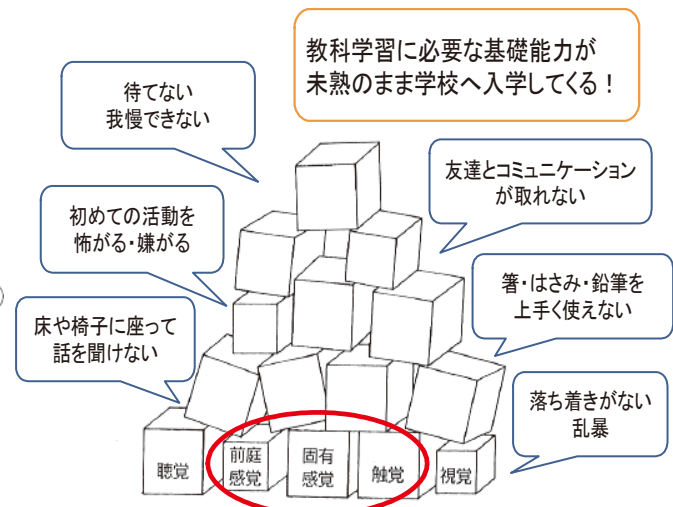 教科学習に必要な基礎能力が
未熟のまま学校へ入学してくる！
待てない
我慢できない
友達とコミュニケーション
が取れない
初めての活動を
怖がる・嫌がる
箸・はさみ・鉛筆を
上手く使えない
床や椅子に座って
話を聞けない
落ち着きがない
乱暴
聴覚
前庭
感覚
固有
感覚
触覚
視覚